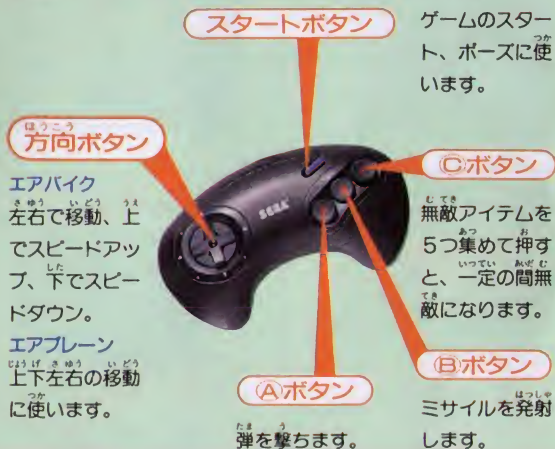 スタートボタン
ゲームのスター
ト、ポーズに使
います。
方向ボタン
エアバイク
左右で移動、上
でスピードアッ
プ、下でスピー
ドダウン。
エアプレーン
上下左右の移動
に使います。
SEGA
Ⓒボタン
無敵アイテムを
5つ集めて押す
と、一定の間無
敵になります。
Ⓑボタン
ミサイルを発射
します。
Ⓐボタン
弾を撃ちます。